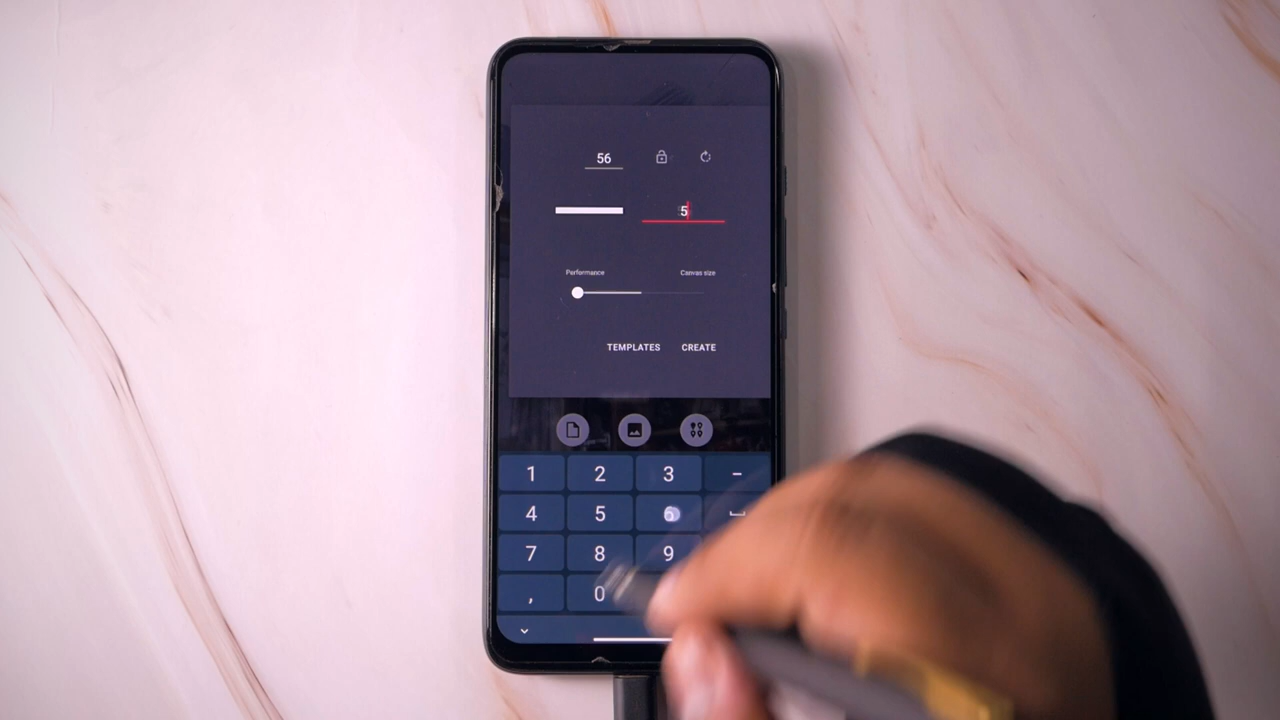 56
5
Performance Canvas size
TEMPLATES CREATE
1 2 3 -
4 5 6
7 8 9
, 0